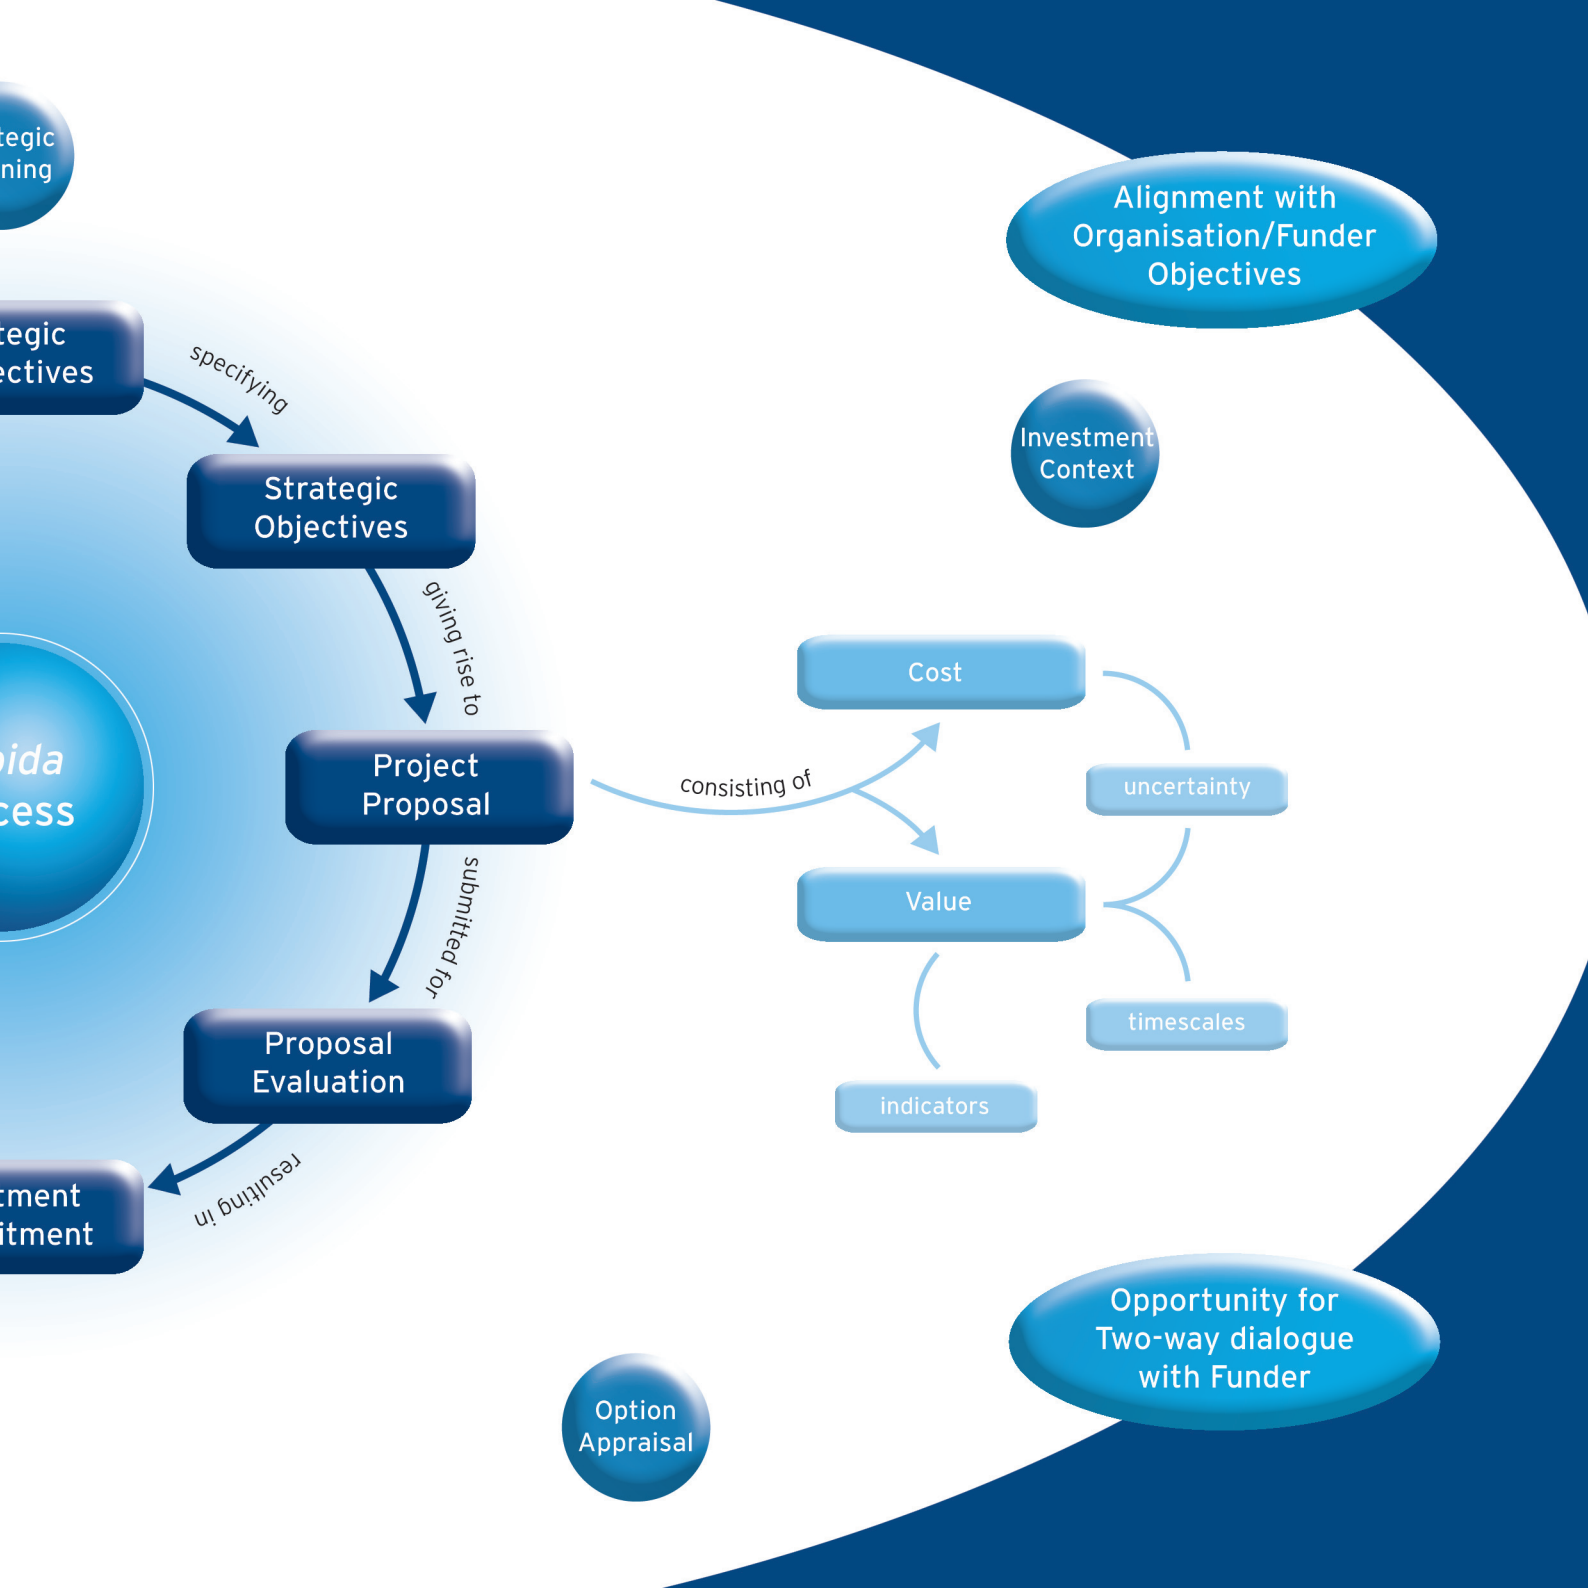 tegic
ning
Alignment with
Organisation/Funder
Objectives
tegic
ectives
specifying
Investment
Context
Strategic
Objectives
giving rise to
Cost
ida
cess
Project
Proposal
consisting of
uncertainty
Value
submitted for
timescales
Proposal
Evaluation
indicators
resulting in
tment
itment
Opportunity for
Two-way dialogue
with Funder
Option
Appraisal